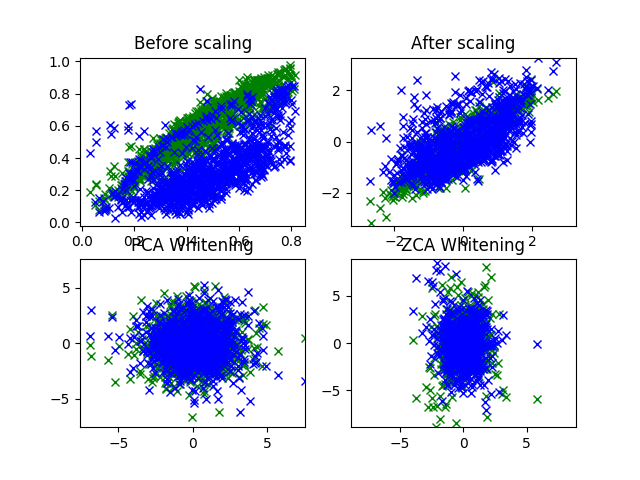 Before scaling
1.0
0.8
0.6
0.4
0.2
0.0
0.0 0.2 0.4 0.6 0.8
After scaling
2
0
−2
−2 0 2
PCA Whitening
5
0
−5
−5 0 5
ZCA Whitening
5
0
−5
−5 0 5